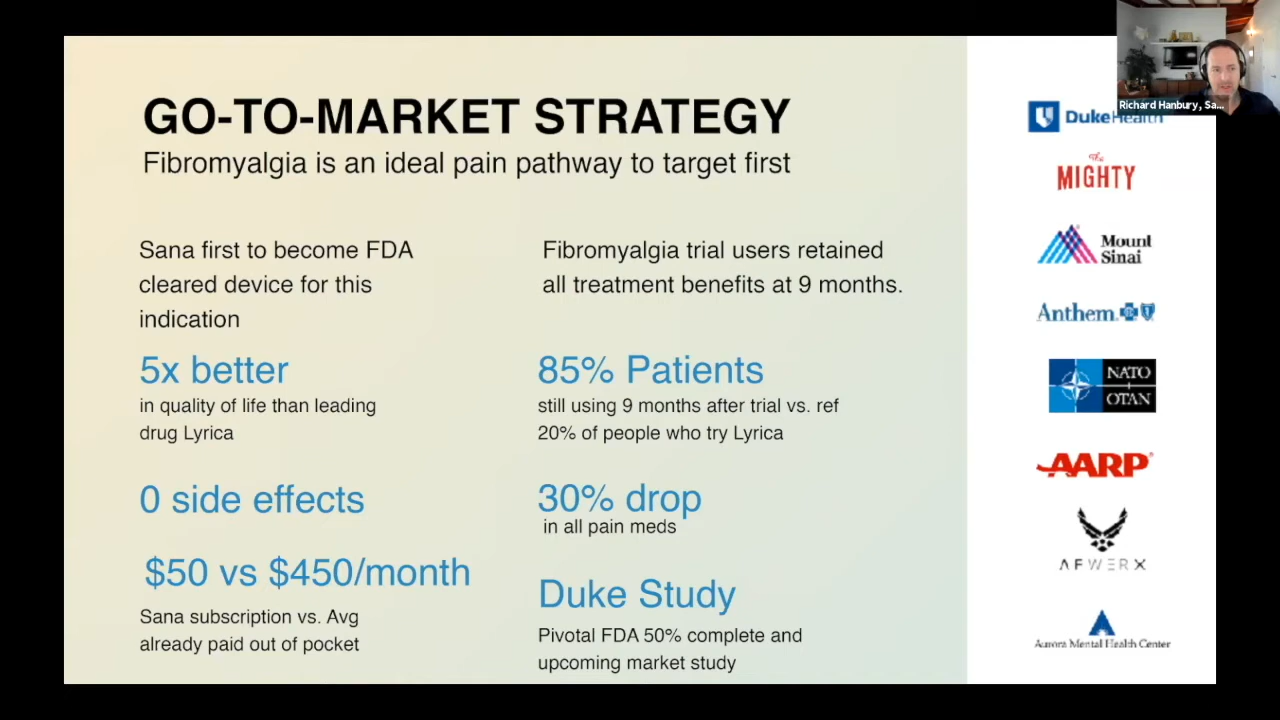 GO-TO-MARKET STRATEGY
Fibromyalgia is an ideal pain pathway to target first
Sana first to become FDA
cleared device for this
indication
5x better
in quality of life than leading
drug Lyrica
0 side effects
$50 vs $450/month
Sana subscription vs. Avg
already paid out of pocket
Fibromyalgia trial users retained
all treatment benefits at 9 months.
85% Patients
still using 9 months after trial vs. ref
20% of people who try Lyrica
30% drop
in all pain meds
Duke Study
Pivotal FDA 50% complete and
upcoming market study
Richard Hanbury, Sa...
DukeHealth
The
MIGHTY
Mount
Sinai
Anthem
NATO
OTAN
AARP
AFWERX
Aurora Mental Health Center